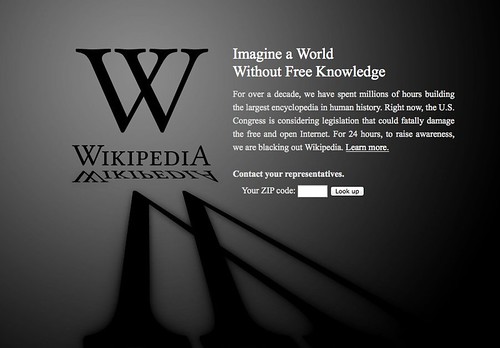 W
WIKIPEDIA
Imagine a World
Without Free Knowledge
For over a decade, we have spent millions of hours building
the largest encyclopedia in human history. Right now, the U.S.
Congress is considering legislation that could fatally damage
the free and open Internet. For 24 hours, to raise awareness,
we are blacking out Wikipedia. Learn more.
Contact your representatives.
Your ZIP code: Look up